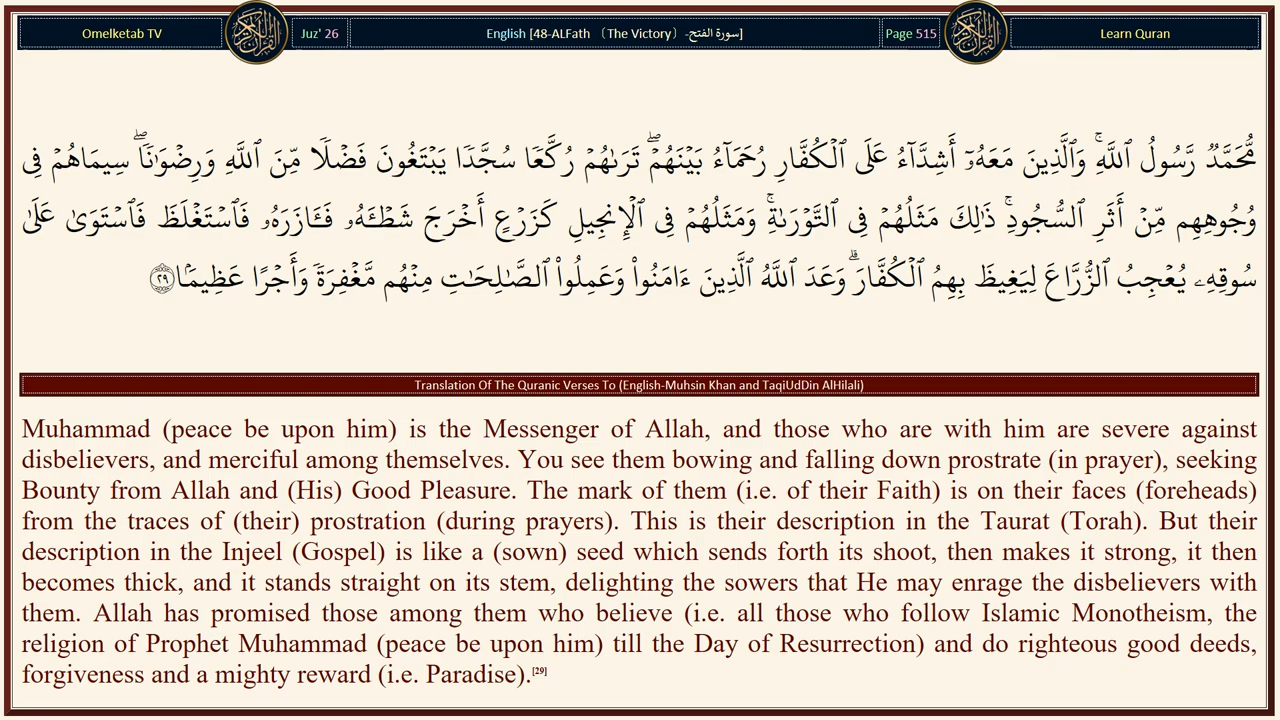 Omelketab TV
Juz' 26
English [48-ALFath （The Victory） -سورة الفتح]
Page 515
Learn Quran
مُّحَمَّدٌ رَّسُولُ ٱللَّهِۚ وَٱلَّذِينَ مَعَهُۥٓ أَشِدَّآءُ عَلَى ٱلۡكُفَّارِ رُحَمَآءُ بَيۡنَهُمۡۖ تَرَىٰهُمۡ رُكَّعٗا سُجَّدٗا يَبۡتَغُونَ فَضۡلٗا مِّنَ ٱللَّهِ وَرِضۡوَٰنٗاۖ سِيمَاهُمۡ فِي
وُجُوهِهِم مِّنۡ أَثَرِ ٱلسُّجُودِۚ ذَٰلِكَ مَثَلُهُمۡ فِي ٱلتَّوۡرَىٰةِۚ وَمَثَلُهُمۡ فِي ٱلۡإِنجِيلِ كَزَرۡعٍ أَخۡرَجَ شَطۡـَٔهُۥ فَـَٔازَرَهُۥ فَٱسۡتَغۡلَظَ فَٱسۡتَوَىٰ عَلَىٰ
سُوقِهِۦ يُعۡجِبُ ٱلزُّرَّاعَ لِيَغِيظَ بِهِمُ ٱلۡكُفَّارَۗ وَعَدَ ٱللَّهُ ٱلَّذِينَ ءَامَنُواْ وَعَمِلُواْ ٱلصَّٰلِحَٰتِ مِنۡهُم مَّغۡفِرَةٗ وَأَجۡرًا عَظِيمَۢا ٢٩
Translation Of The Quranic Verses To (English-Muhsin Khan and TaqiUdDin AlHilali)
Muhammad (peace be upon him) is the Messenger of Allah, and those who are with him are severe against
disbelievers, and merciful among themselves. You see them bowing and falling down prostrate (in prayer), seeking
Bounty from Allah and (His) Good Pleasure. The mark of them (i.e. of their Faith) is on their faces (foreheads)
from the traces of (their) prostration (during prayers). This is their description in the Taurat (Torah). But their
description in the Injeel (Gospel) is like a (sown) seed which sends forth its shoot, then makes it strong, it then
becomes thick, and it stands straight on its stem, delighting the sowers that He may enrage the disbelievers with
them. Allah has promised those among them who believe (i.e. all those who follow Islamic Monotheism, the
religion of Prophet Muhammad (peace be upon him) till the Day of Resurrection) and do righteous good deeds,
forgiveness and a mighty reward (i.e. Paradise).[29]